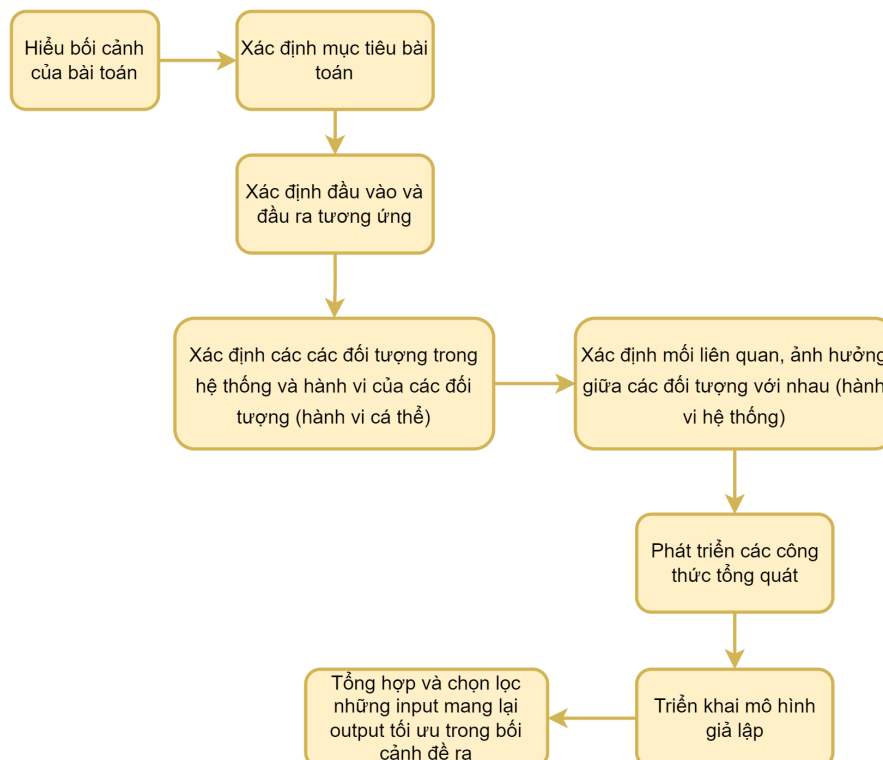 Hiểu bối cảnh
của bài toán
Xác định mục tiêu bài
toán
Xác định đầu vào và
đầu ra tương ứng
Xác định các các đối tượng trong
hệ thống và hành vi của các đối
tượng (hành vi cá thể)
Xác định mối liên quan, ảnh hưởng
giữa các đối tượng với nhau (hành
vi hệ thống)
Phát triển các công
thức tổng quát
Triển khai mô hình
giả lập
Tổng hợp và chọn lọc
những input mang lại
output tối ưu trong bối
cảnh đề ra